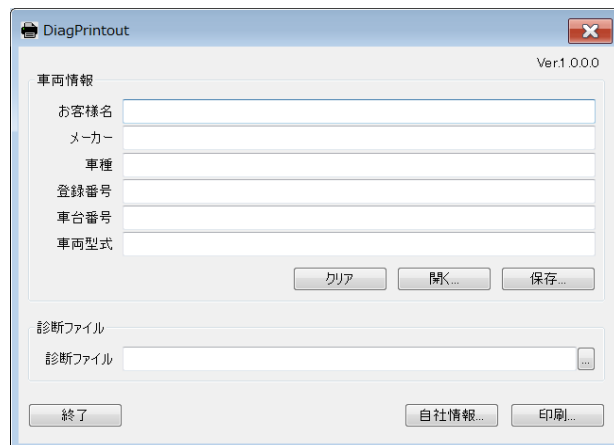 DiagPrintout
Ver.1.0.0.0
車両情報
お客様名
メーカー
車種
登録番号
車台番号
車両型式
クリア 開く... 保存...
診断ファイル
診断ファイル ...
終了 自社情報... 印刷...